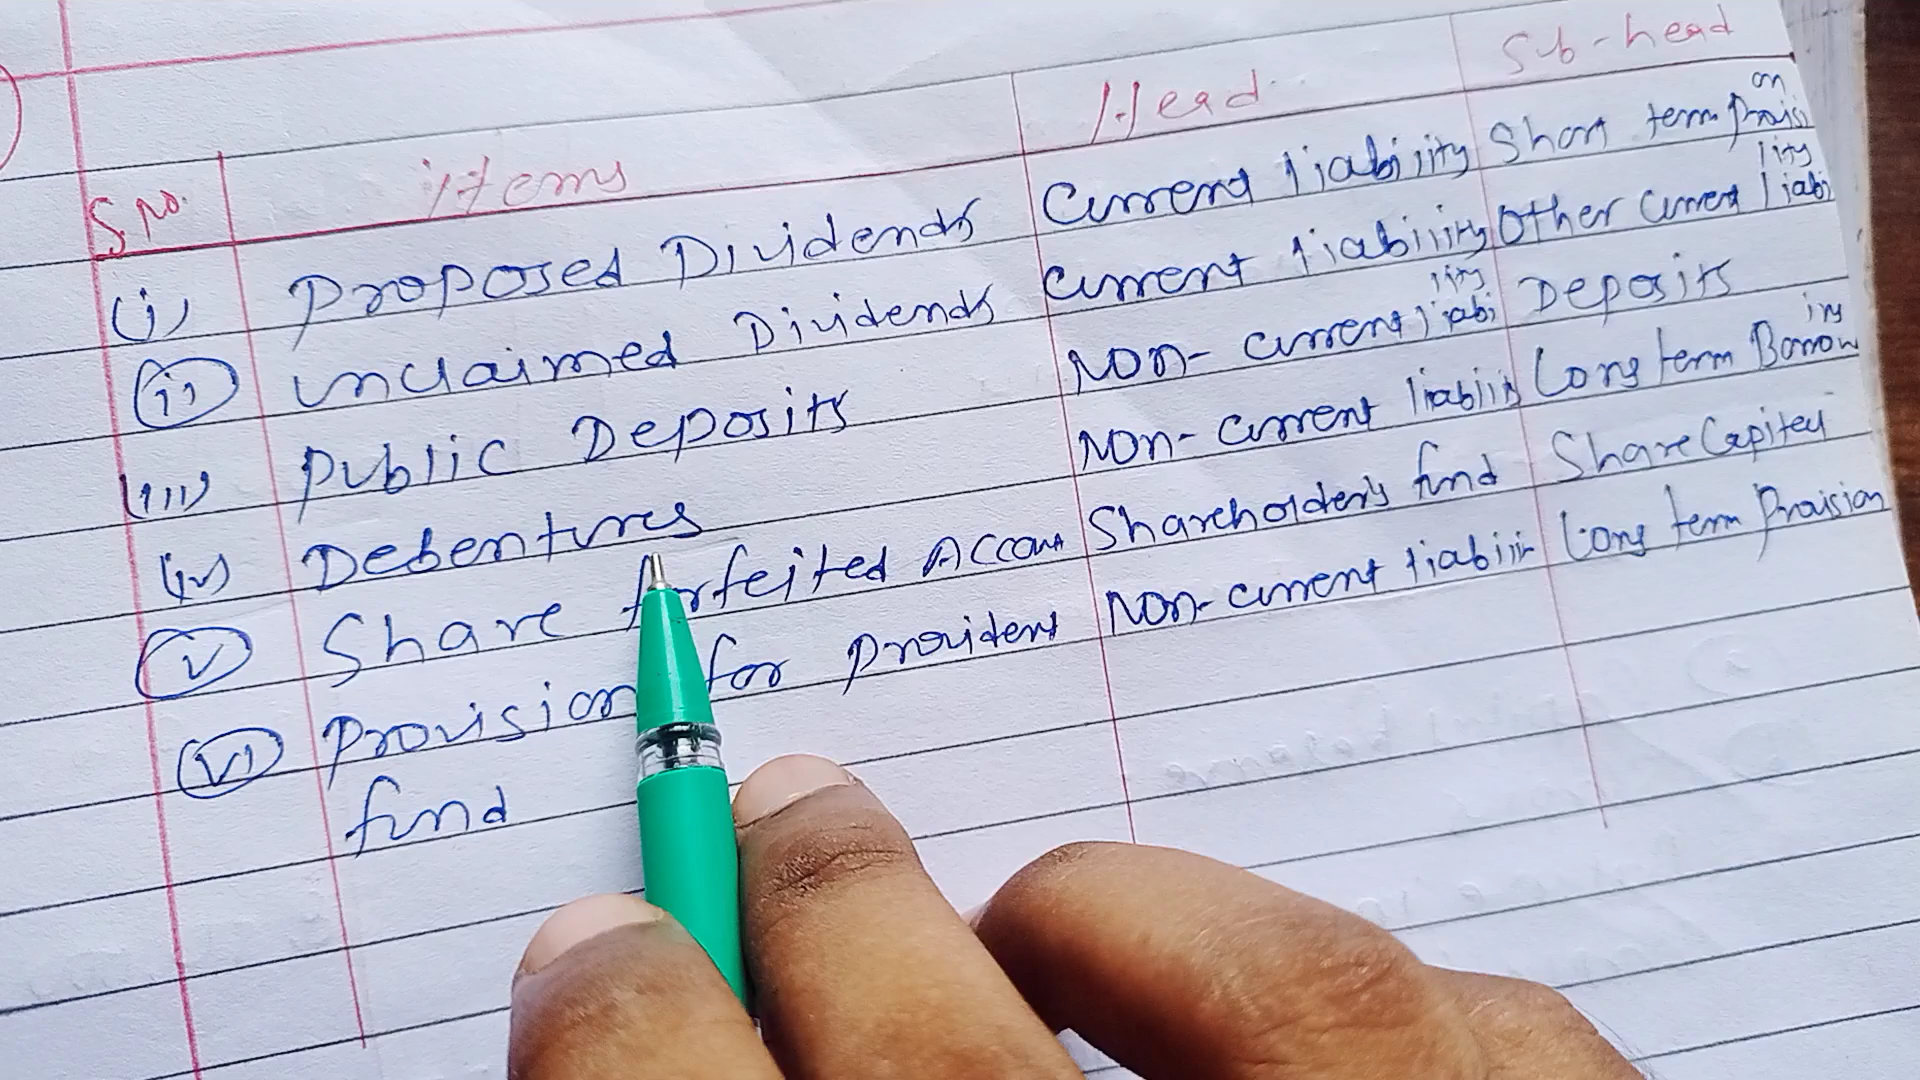 S.No. Items Head Sub-head
(i) Proposed Dividends Current liability Short term Provision
(ii) Unclaimed Dividends Current liability Other Current liability
(iii) Public Deposits Non-current liability Deposits
(iv) Debentures Non-current liability Long term Borrowing
(v) Share forfeited Account Shareholder's fund Share Capital
(vi) Provision for Provident Non-current liability Long term Provision
fund